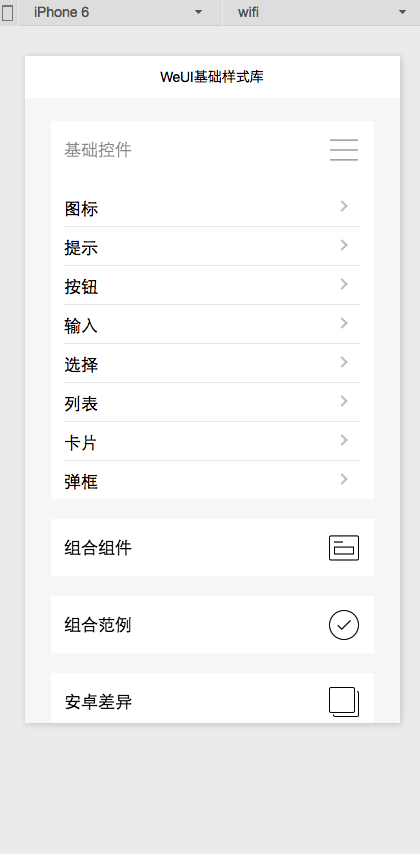 iPhone 6 wifi
WeUI基础样式库
基础控件
图标
提示
按钮
输入
选择
列表
卡片
弹框
组合组件
组合范例
安卓差异